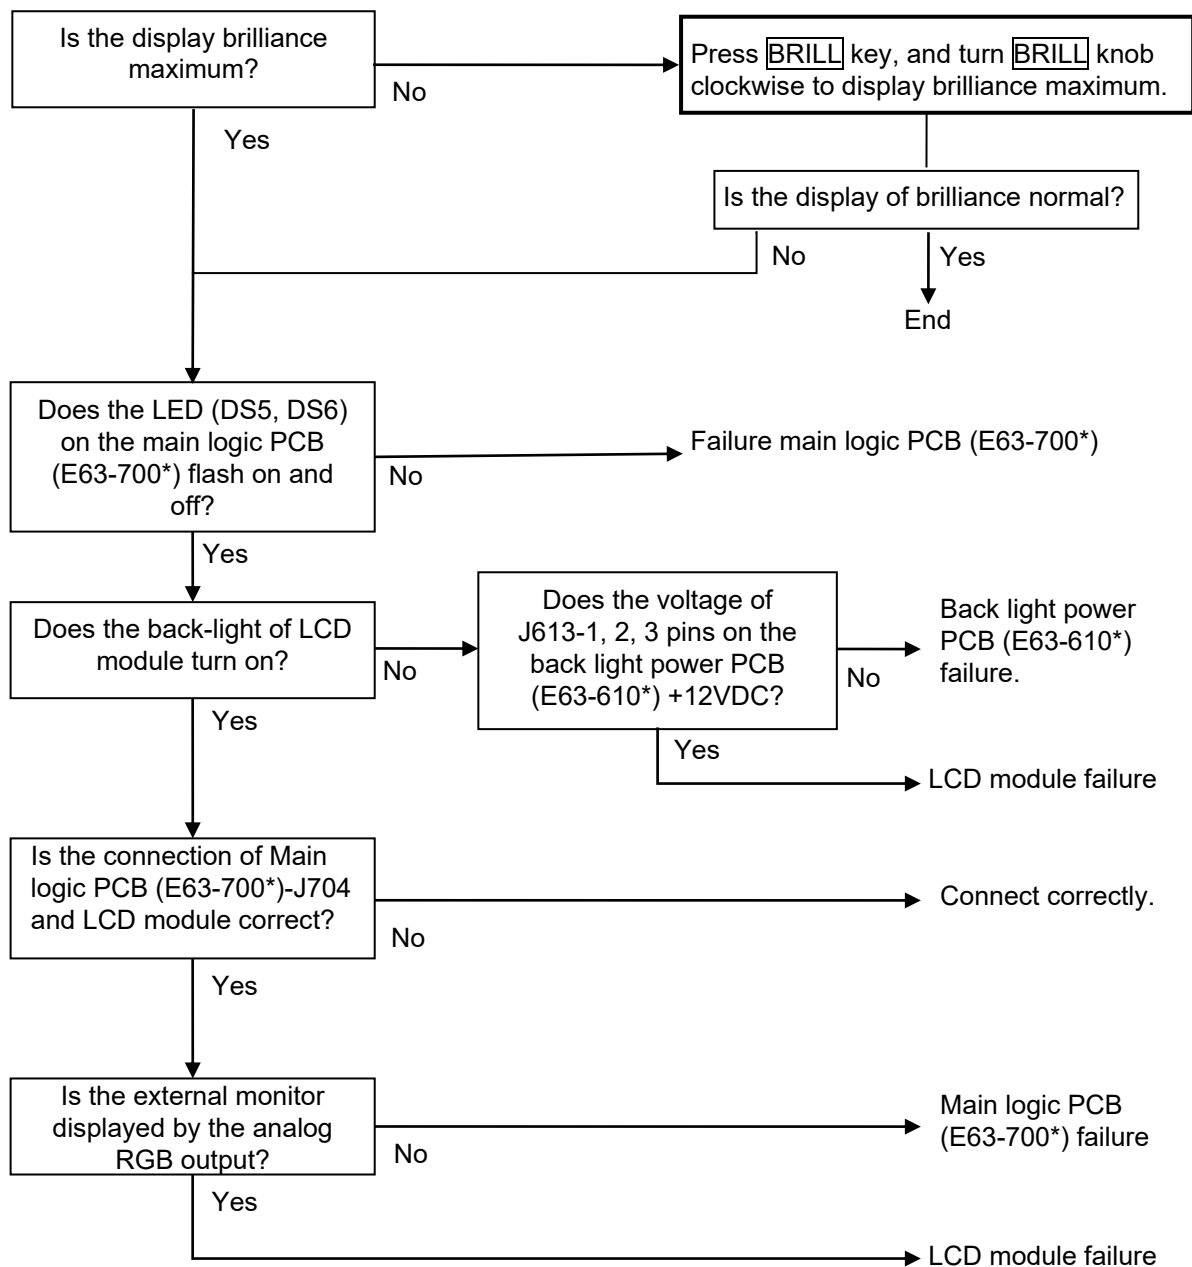 Is the display brilliance
maximum?
No
Yes
Press BRILL key, and turn BRILL knob
clockwise to display brilliance maximum.
Is the display of brilliance normal?
No
Yes
End
Does the LED (DS5, DS6)
on the main logic PCB
(E63-700*) flash on and
off?
No
Failure main logic PCB (E63-700*)
Yes
Does the back-light of LCD
module turn on?
No
Does the voltage of
J613-1, 2, 3 pins on the
back light power PCB
(E63-610*) +12VDC?
No
Back light power
PCB (E63-610*)
failure.
Yes
LCD module failure
Yes
Is the connection of Main
logic PCB (E63-700*)-J704
and LCD module correct?
No
Connect correctly.
Yes
Is the external monitor
displayed by the analog
RGB output?
No
Main logic PCB
(E63-700*) failure
Yes
LCD module failure